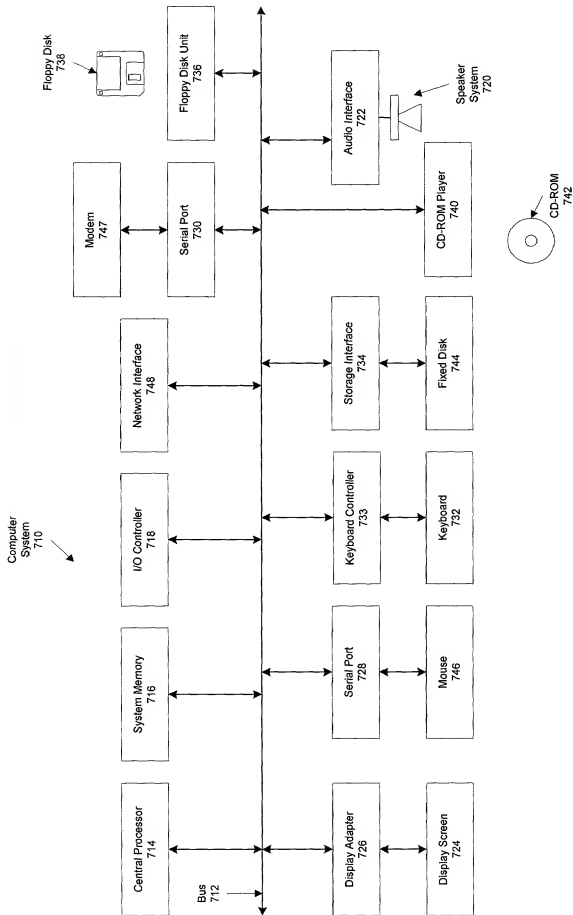 Computer
System
710
Floppy Disk
738
Modem
747
Central Processor
714
System Memory
716
I/O Controller
718
Network Interface
748
Serial Port
730
Floppy Disk Unit
736
Bus
712
Display Adapter
726
Serial Port
728
Keyboard Controller
733
Storage Interface
734
CD-ROM Player
740
Audio Interface
722
Speaker
System
720
Display Screen
724
Mouse
746
Keyboard
732
Fixed Disk
744
CD-ROM
742